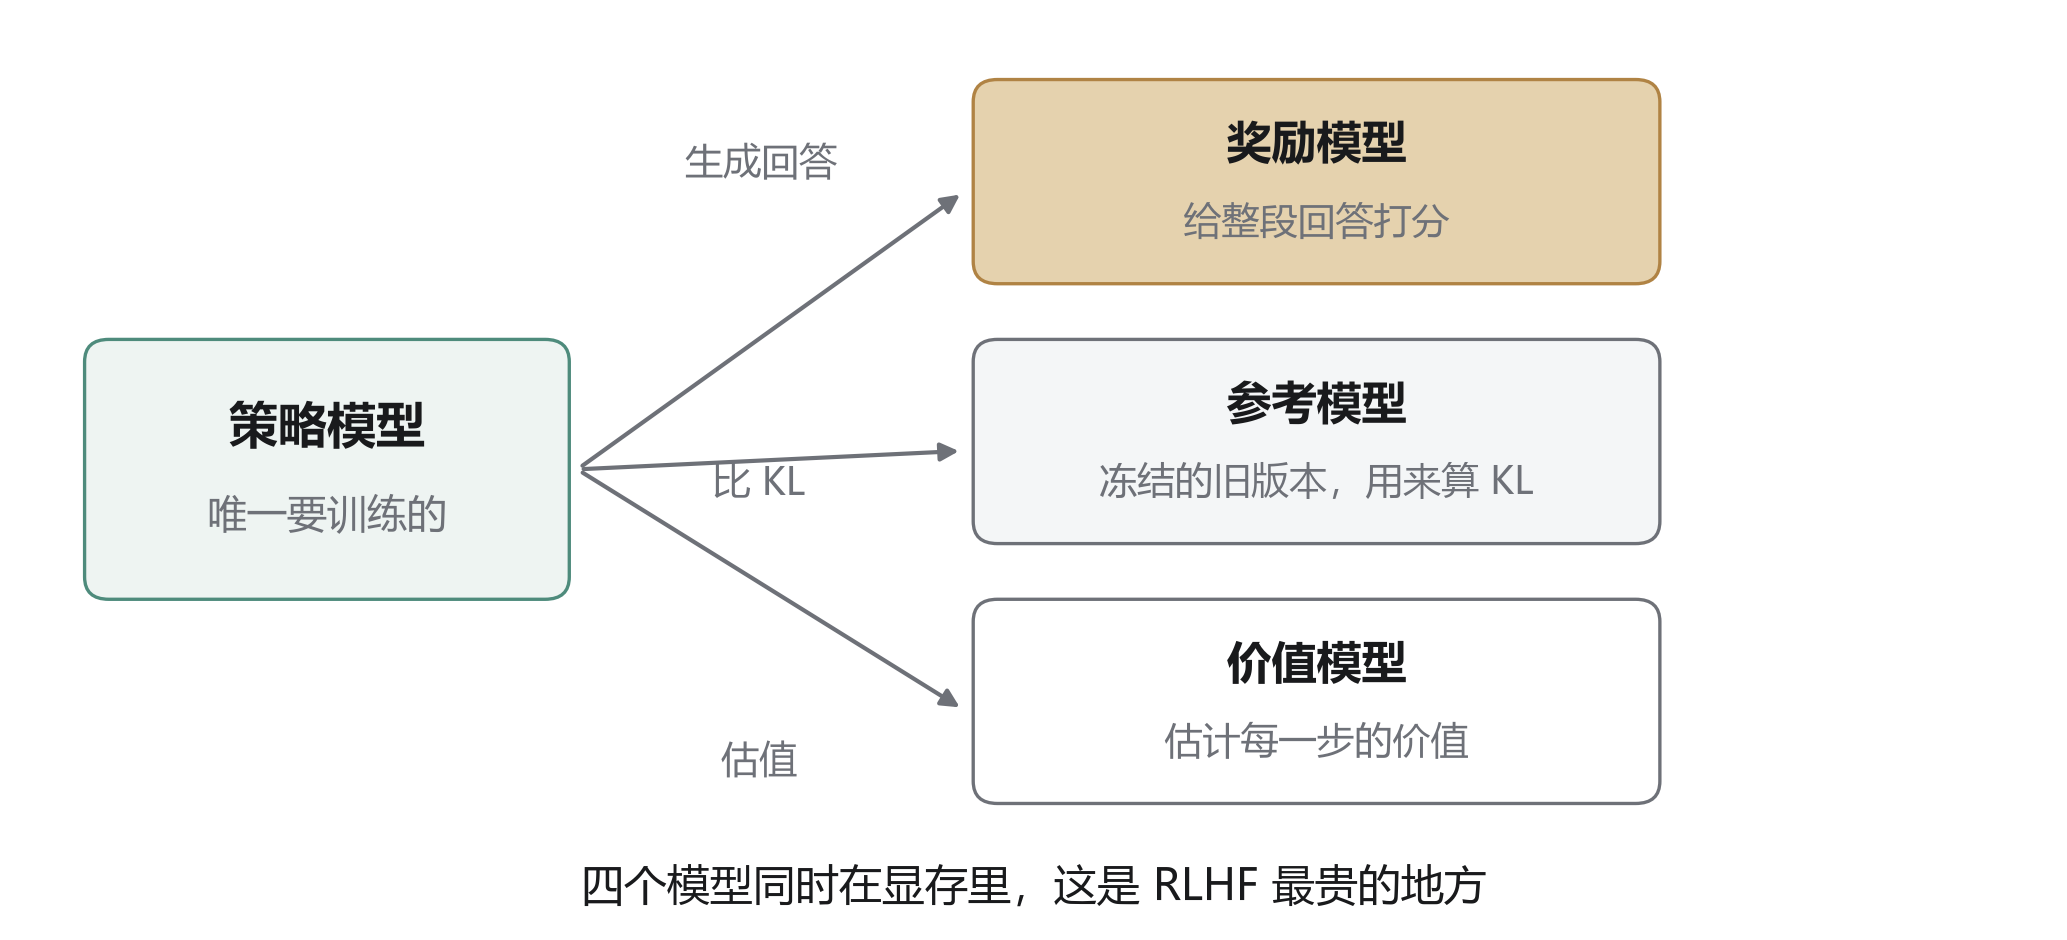 生成回答
奖励模型
给整段回答打分
策略模型
唯一要训练的
比 KL
参考模型
冻结的旧版本，用来算 KL
价值模型
估计每一步的价值
估值
四个模型同时在显存里，这是 RLHF 最贵的地方